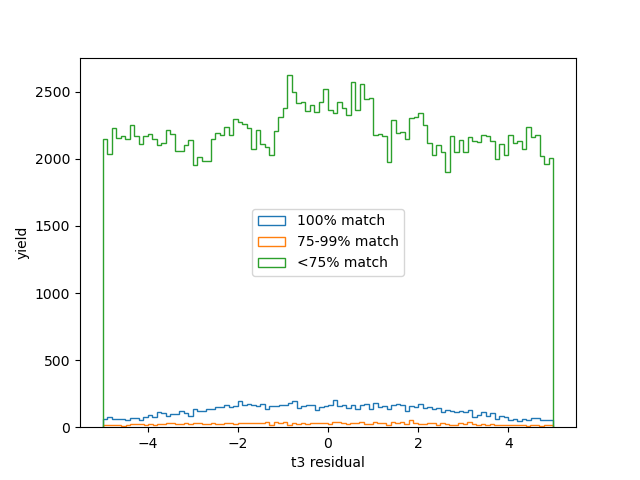 2500
2000
1500
1000
500
0
yield
100% match
75-99% match
<75% match
−4
−2
0
2
4
t3 residual